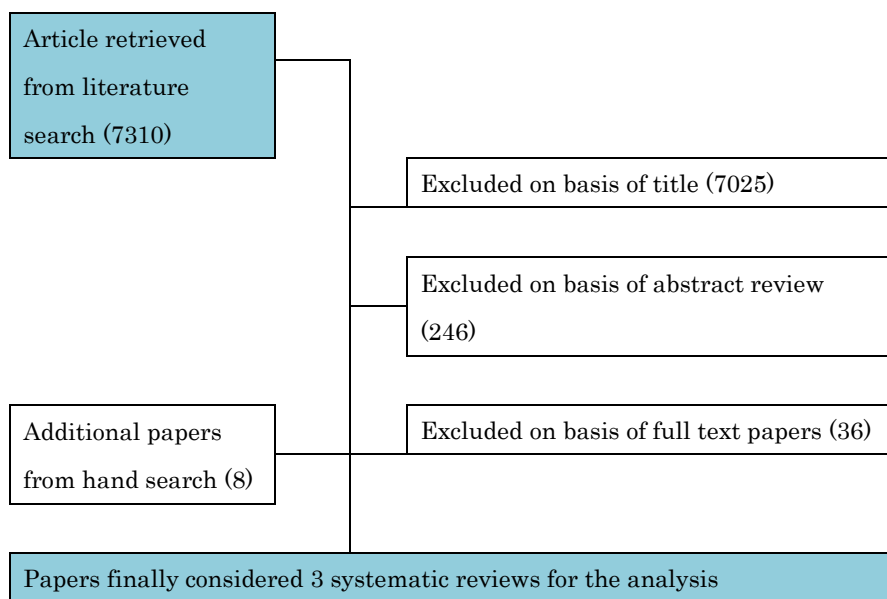 Article retrieved
from literature
search (7310)
Excluded on basis of title (7025)
Excluded on basis of abstract review
(246)
Additional papers
from hand search (8)
Excluded on basis of full text papers (36)
Papers finally considered 3 systematic reviews for the analysis